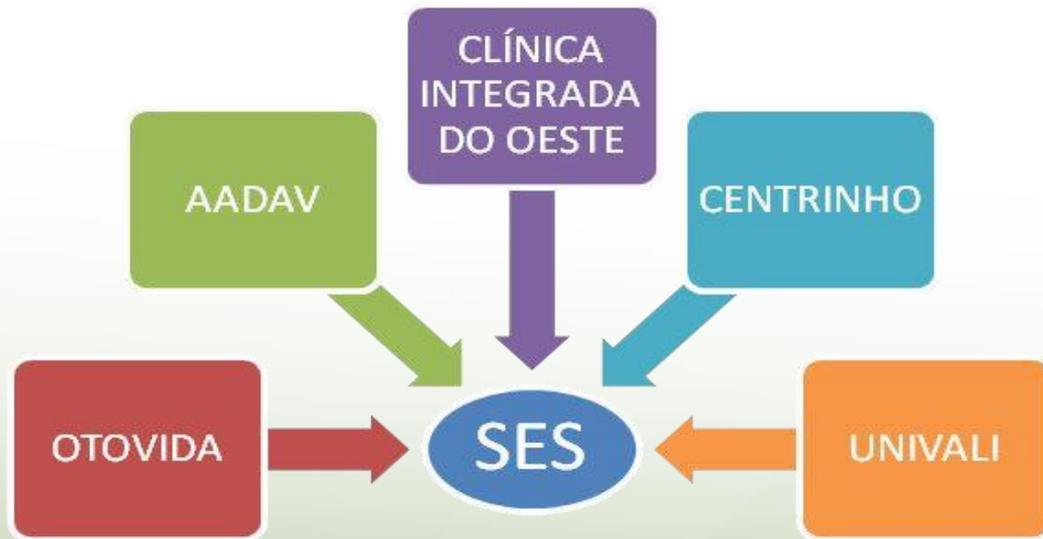 CLÍNICA
INTEGRADA
DO OESTE
AADAV
CENTRINHO
OTOVIDA
SES
UNIVALI